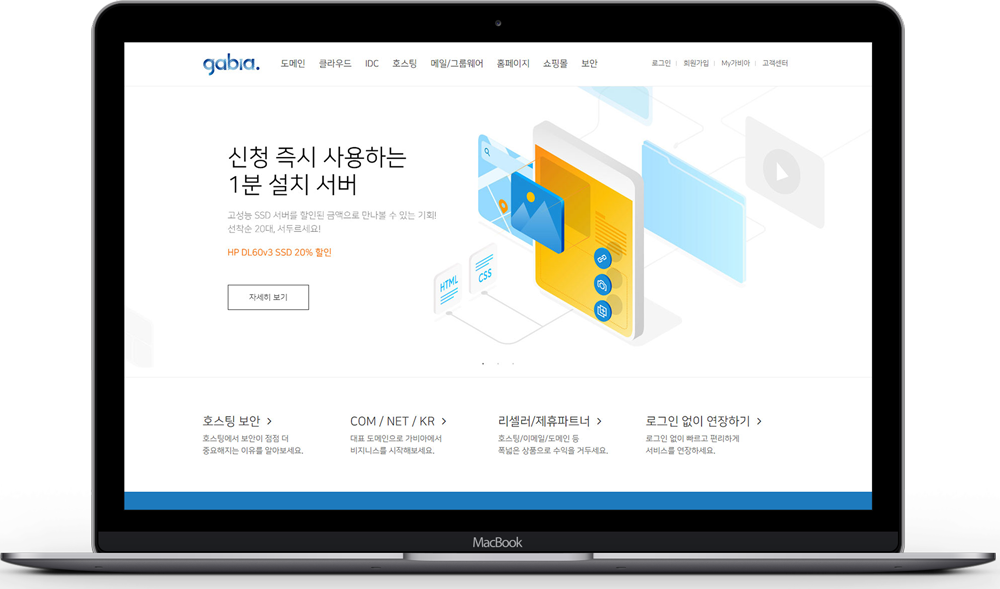 gabia.
도메인 클라우드 IDC 호스팅 메일/그룹웨어 홈페이지 쇼핑몰 보안
로그인 회원가입 My가비아 고객센터
신청 즉시 사용하는
1분 설치 서버
고성능 SSD 서버를 할인된 금액으로 만나볼 수 있는 기회!
선착순 20대, 서두르세요!
HP DL60v3 SSD 20% 할인
자세히 보기
HTML
CSS
호스팅 보안 >
호스팅에서 보안이 점점 더
중요해지는 이유를 알아보세요.
COM / NET / KR >
대표 도메인으로 가비아에서
비지니스를 시작해보세요.
리셀러/제휴파트너 >
호스팅/이메일/도메인 등
폭넓은 상품으로 수익을 거두세요.
로그인 없이 연장하기 >
로그인 없이 빠르고 편리하게
서비스를 연장하세요.
MacBook